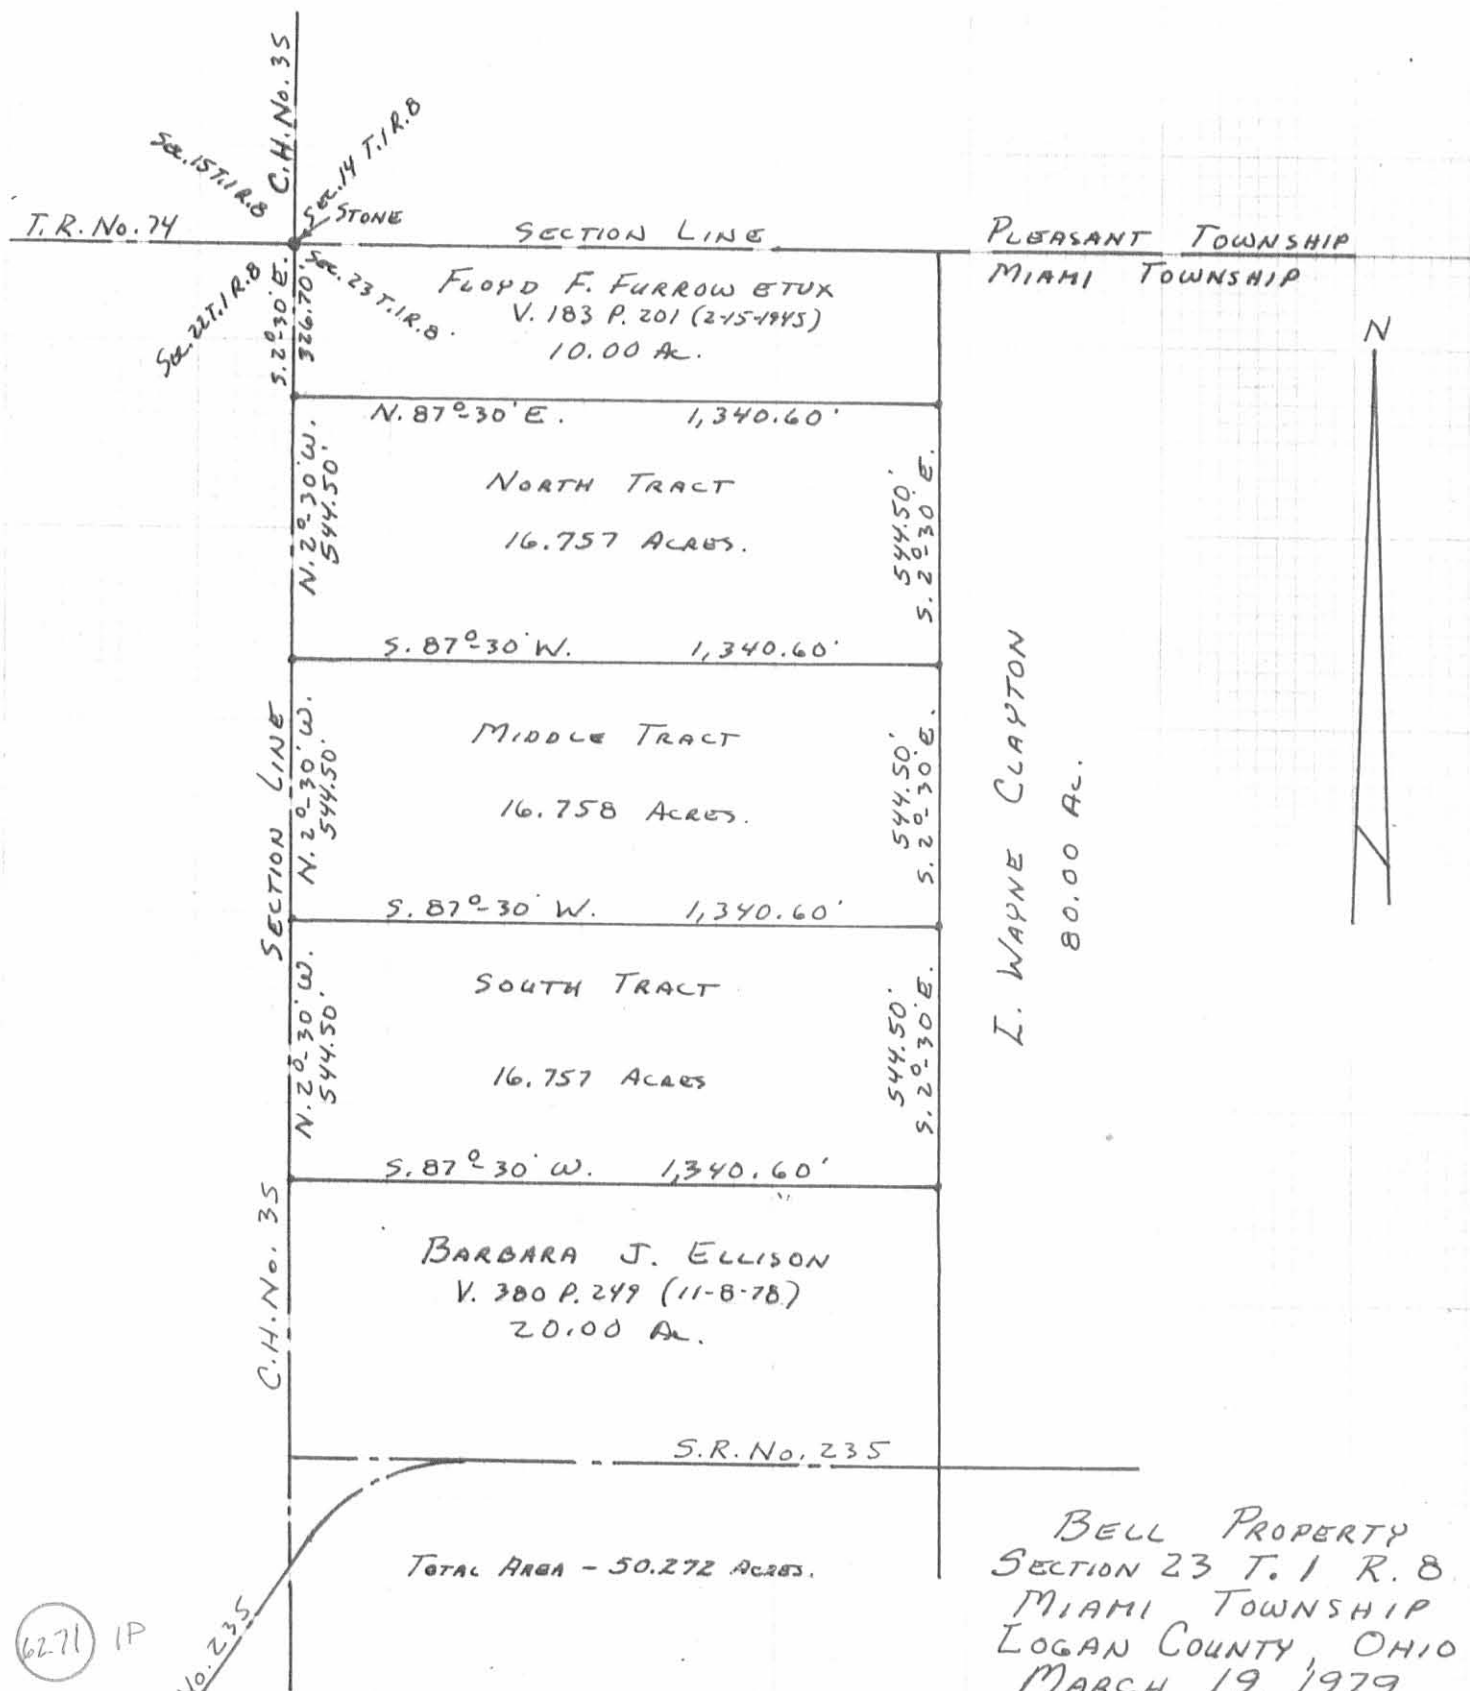 C.H.No. 35
Sec. 15 T.1 R.8
Sec. 14 T.1 R.8
STONE
T.R. No. 74
SECTION LINE
PLEASANT TOWNSHIP
MIAMI TOWNSHIP
Sec. 22 T.1 R.8
S. 2°-30' E.
326.70'
Sec. 23 T.1 R.8.
FLOYD F. FURROW ETUX
V. 183 P. 201 (2-15-1945)
10.00 Ac.
N
N. 87°-30' E. 1,340.60'
N. 2°-30' W.
544.50'
NORTH TRACT
16.757 ACRES.
544.50'
S. 2°-30' E.
S. 87°-30' W. 1,340.60'
SECTION LINE
N. 2°-30' W.
544.50'
MIDDLE TRACT
16.758 ACRES.
544.50'
S. 2°-30' E.
L. WAYNE CLAYTON
80.00 Ac.
S. 87°-30' W. 1,340.60'
N. 2°-30' W.
544.50'
SOUTH TRACT
16.757 ACRES
544.50'
S. 2°-30' E.
S. 87°-30' W. 1,340.60'
C.H.No. 35
BARBARA J. ELLISON
V. 380 P. 249 (11-8-78)
20.00 Ac.
S.R. No. 235
TOTAL AREA - 50.272 ACRES.
No. 235
6271 1P
BELL PROPERTY
SECTION 23 T. 1 R. 8
MIAMI TOWNSHIP
LOGAN COUNTY, OHIO
MARCH 19 1979